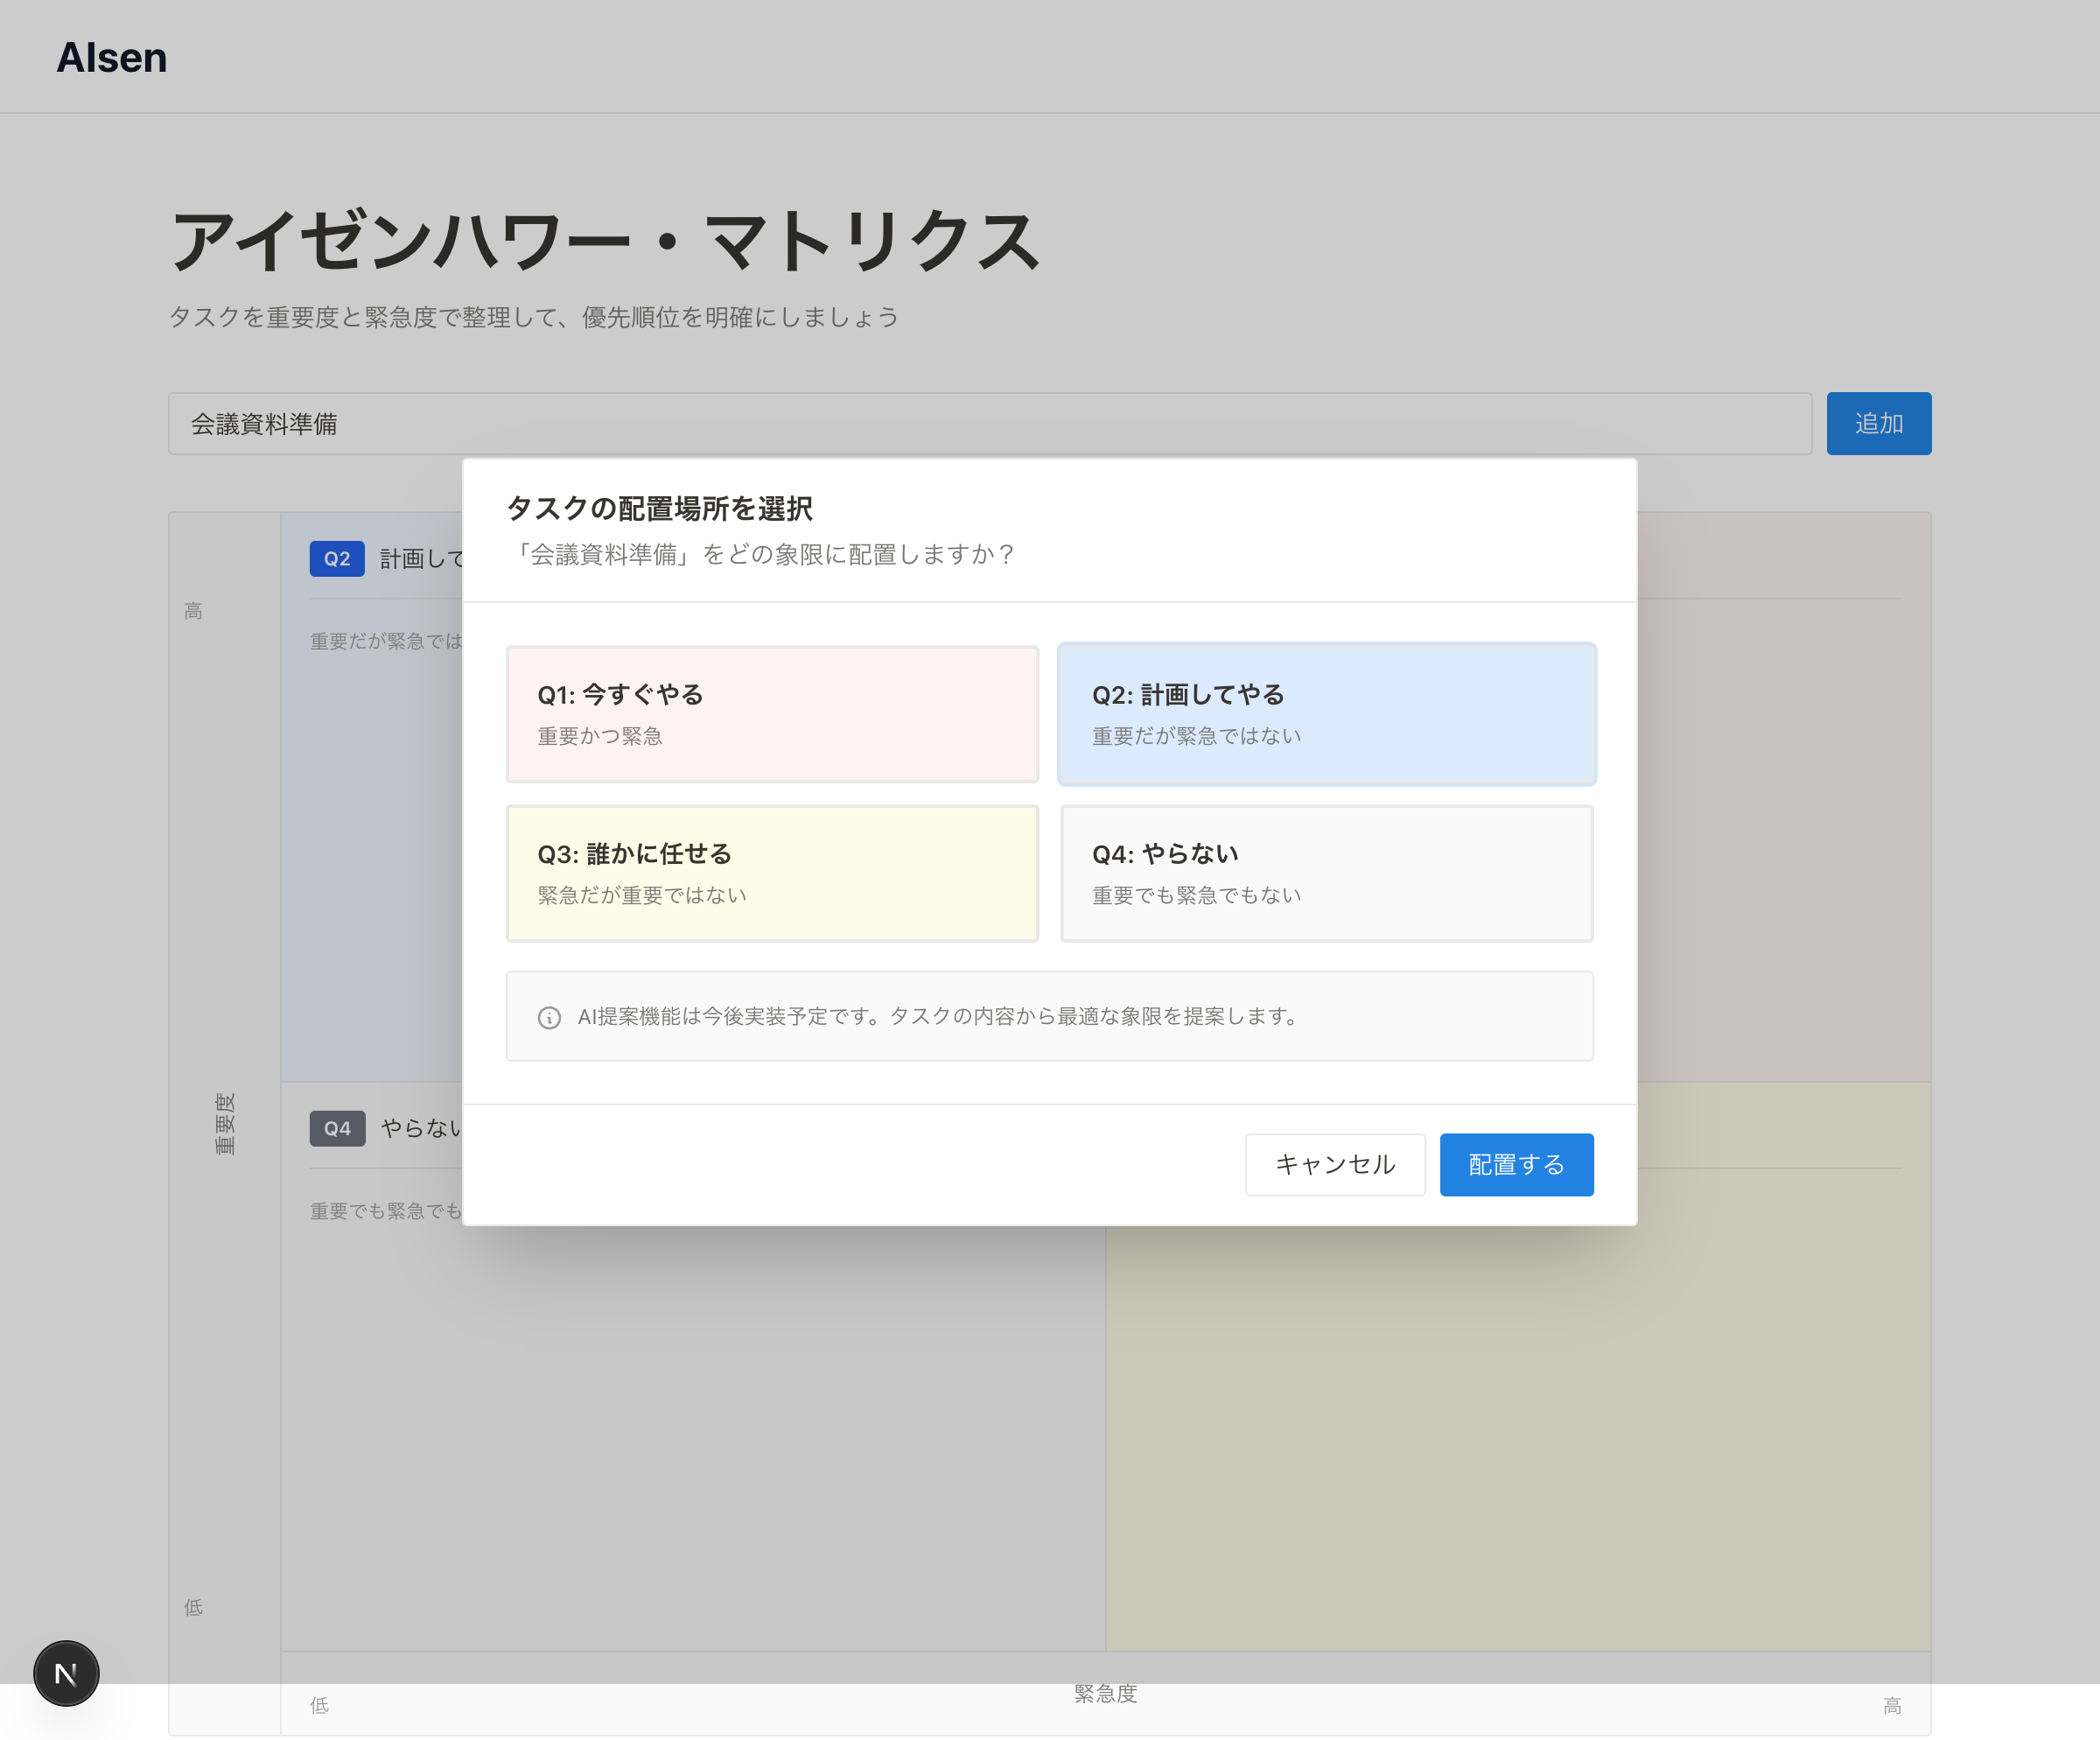 AIsen
アイゼンハワー・マトリクス
タスクを重要度と緊急度で整理して、優先順位を明確にしましょう
会議資料準備
追加
タスクの配置場所を選択
「会議資料準備」をどの象限に配置しますか？
Q1: 今すぐやる
重要かつ緊急
Q2: 計画してやる
重要だが緊急ではない
Q3: 誰かに任せる
緊急だが重要ではない
Q4: やらない
重要でも緊急でもない
AI提案機能は今後実装予定です。タスクの内容から最適な象限を提案します。
キャンセル
配置する
高
Q2 計画して
重要だが緊急では
重要度
Q4 やらない
重要でも緊急でも
低
N
低
緊急度
高